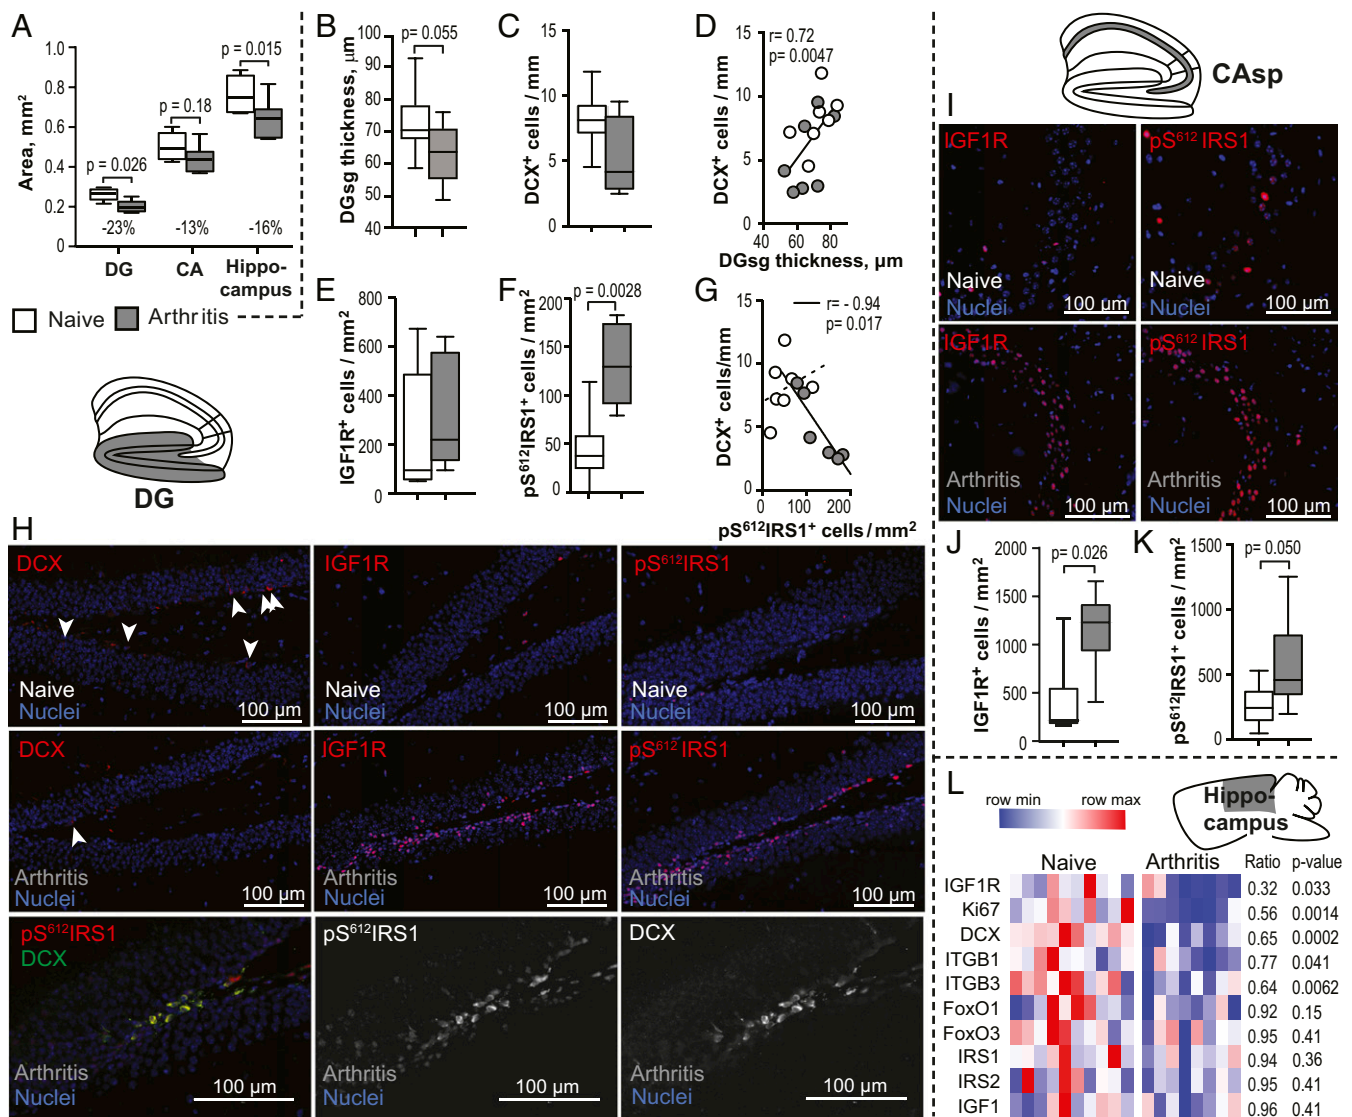 A
Area, mm²
1.0
0.8
0.6
0.4
0.2
0
p = 0.026
p = 0.18
p = 0.015
-23%
-13%
-16%
DG
CA
Hippo-
campus
Naive
Arthritis
DG
B
DGsg thickness, µm
100
90
80
70
60
50
40
p= 0.055
C
DCX⁺ cells / mm
15
10
5
0
D
DCX⁺ cells / mm
15
10
5
0
r= 0.72
p= 0.0047
40
60
80
DGsg thickness, µm
E
IGF1R⁺ cells / mm²
800
600
400
200
0
F
pS⁶¹²IRS1⁺ cells / mm²
200
150
100
50
0
p = 0.0028
G
DCX⁺ cells/mm
15
10
5
0
r= - 0.94
p= 0.017
0
100
200
pS⁶¹²IRS1⁺ cells / mm²
H
DCX
Naive
Nuclei
100 µm
IGF1R
Naive
Nuclei
100 µm
pS⁶¹²IRS1
Naive
Nuclei
100 µm
DCX
Arthritis
Nuclei
100 µm
IGF1R
Arthritis
Nuclei
100 µm
pS⁶¹²IRS1
Arthritis
Nuclei
100 µm
pS⁶¹²IRS1
DCX
Arthritis
Nuclei
100 µm
pS⁶¹²IRS1
Arthritis
Nuclei
100 µm
DCX
Arthritis
Nuclei
100 µm
CAsp
I
IGF1R
Naive
Nuclei
100 µm
pS⁶¹²IRS1
Naive
Nuclei
100 µm
IGF1R
Arthritis
Nuclei
100 µm
pS⁶¹²IRS1
Arthritis
Nuclei
100 µm
J
IGF1R⁺ cells / mm²
2000
1500
1000
500
0
p= 0.026
K
pS⁶¹²IRS1⁺ cells / mm²
1500
1000
500
0
p= 0.050
L
row min row max
Hippo-
campus
Naive Arthritis Ratio p-value
IGF1R 0.32 0.033
Ki67 0.56 0.0014
DCX 0.65 0.0002
ITGB1 0.77 0.041
ITGB3 0.64 0.0062
FoxO1 0.92 0.15
FoxO3 0.95 0.41
IRS1 0.94 0.36
IRS2 0.95 0.41
IGF1 0.96 0.41